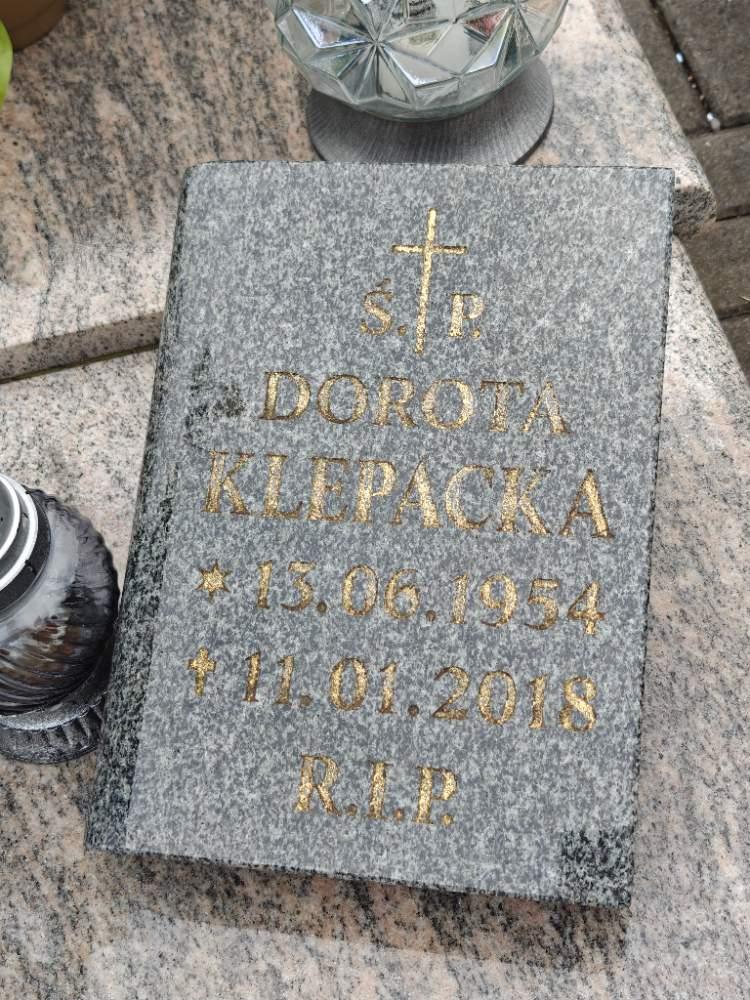 Ś. P.
DOROTA
KLEPACKA
* 13.06.1954
✝ 11.01.2018
R.I.P.